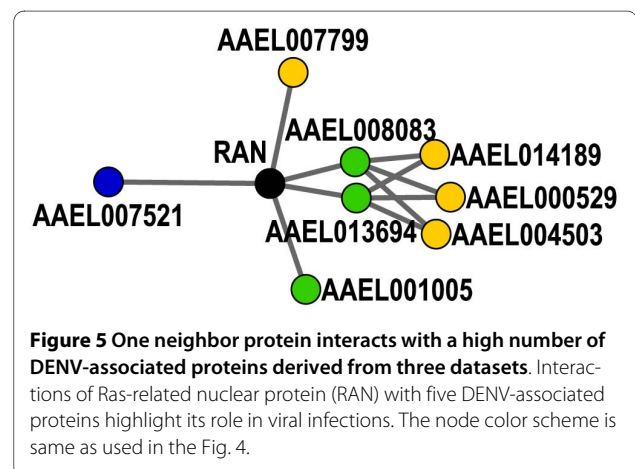 AAEL007799
AAEL008083
RAN
AAEL014189
AAEL000529
AAEL007521
AAEL013694
AAEL004503
AAEL001005
Figure 5 One neighbor protein interacts with a high number of
DENV-associated proteins derived from three datasets. Interac-
tions of Ras-related nuclear protein (RAN) with five DENV-associated
proteins highlight its role in viral infections. The node color scheme is
same as used in the Fig. 4.